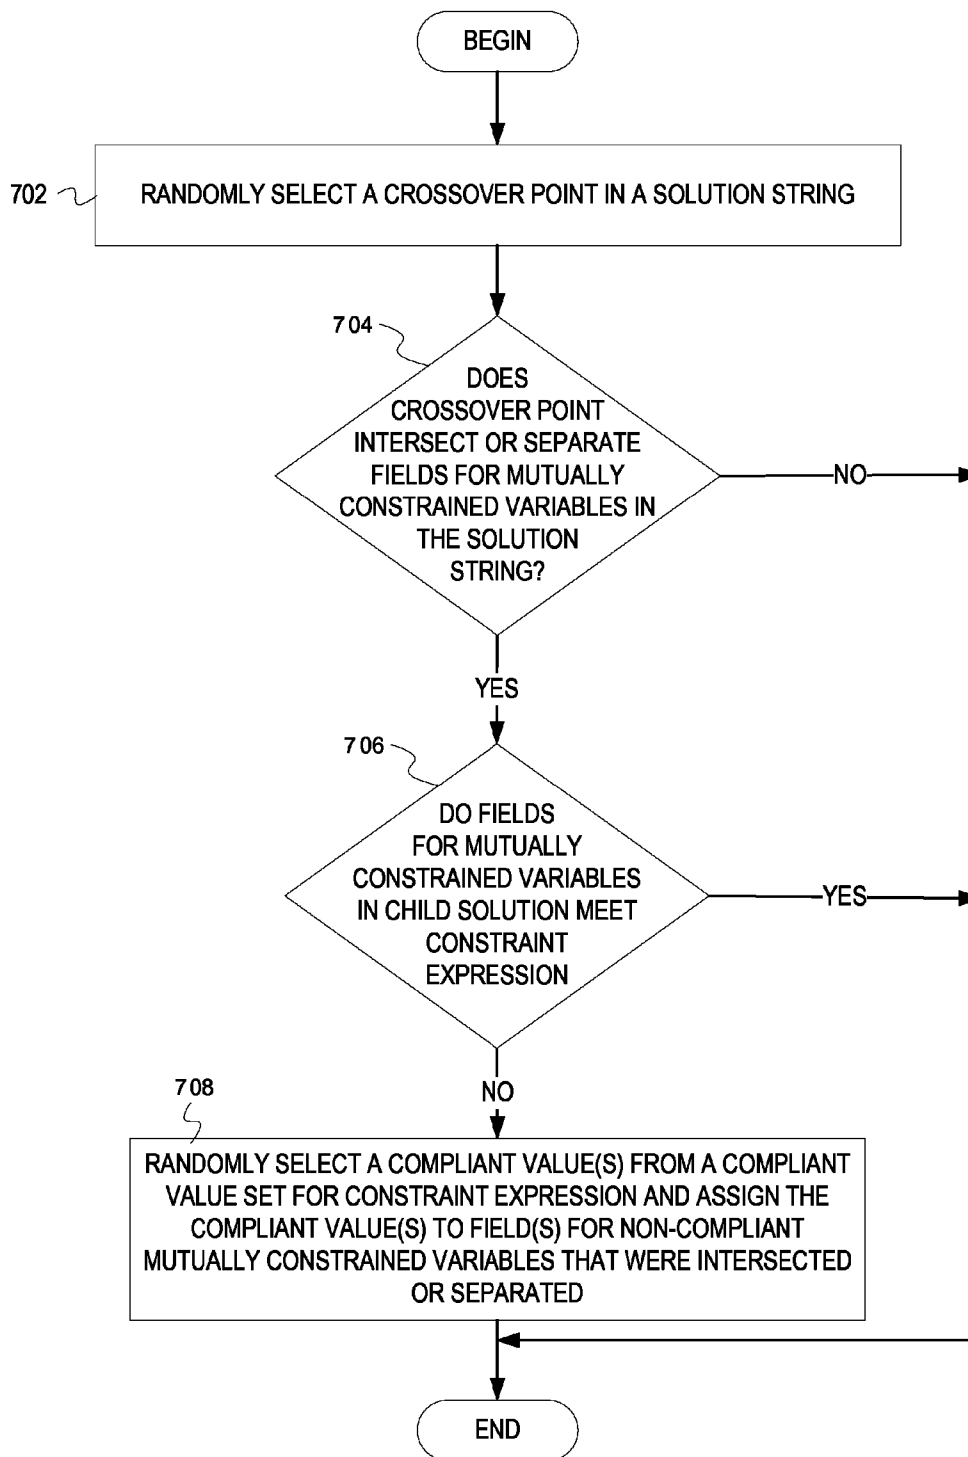 BEGIN
702
RANDOMLY SELECT A CROSSOVER POINT IN A SOLUTION STRING
704
DOES
CROSSOVER POINT
INTERSECT OR SEPARATE
FIELDS FOR MUTUALLY
CONSTRAINED VARIABLES IN
THE SOLUTION
STRING?
NO
YES
706
DO FIELDS
FOR MUTUALLY
CONSTRAINED VARIABLES
IN CHILD SOLUTION MEET
CONSTRAINT
EXPRESSION
YES
NO
708
RANDOMLY SELECT A COMPLIANT VALUE(S) FROM A COMPLIANT
VALUE SET FOR CONSTRAINT EXPRESSION AND ASSIGN THE
COMPLIANT VALUE(S) TO FIELD(S) FOR NON-COMPLIANT
MUTUALLY CONSTRAINED VARIABLES THAT WERE INTERSECTED
OR SEPARATED
END